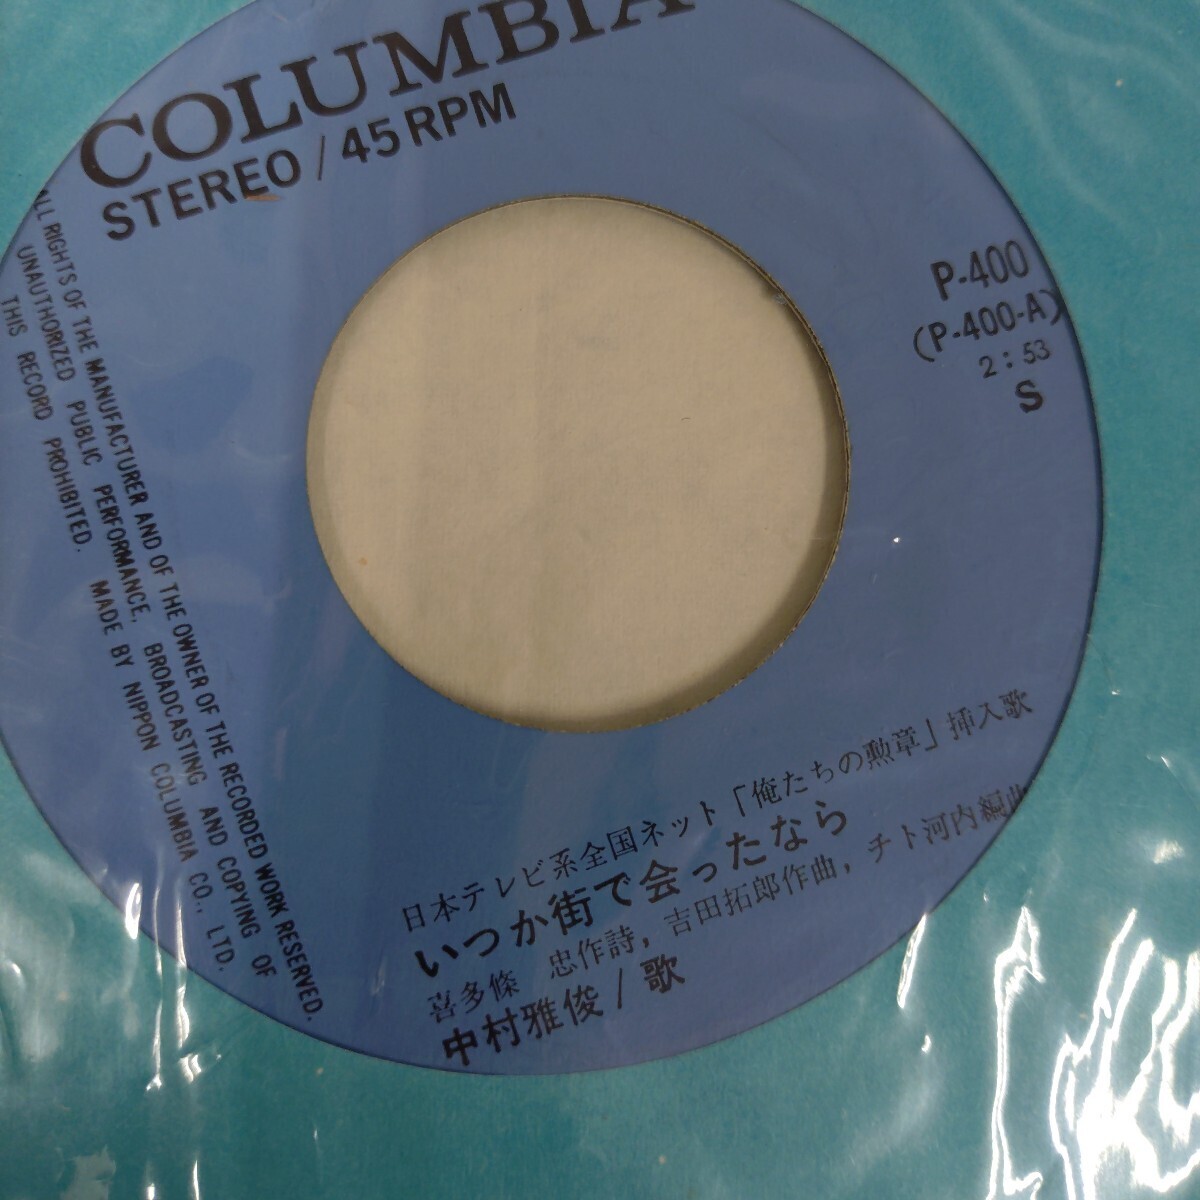 COLUMBIA
STEREO / 45 RPM
P-400
(P-400-A)
2:53
S
ALL RIGHTS OF THE MANUFACTURER AND OF THE OWNER OF THE RECORDED WORK RESERVED.
UNAUTHORIZED PUBLIC PERFORMANCE, BROADCASTING AND COPYING OF
THIS RECORD PROHIBITED. MADE BY NIPPON COLUMBIA CO., LTD.
日本テレビ系全国ネット「俺たちの勲章」挿入歌
いつか街で会ったなら
喜多條 忠作詩, 吉田拓郎作曲, チト河内編曲
中村雅俊/歌